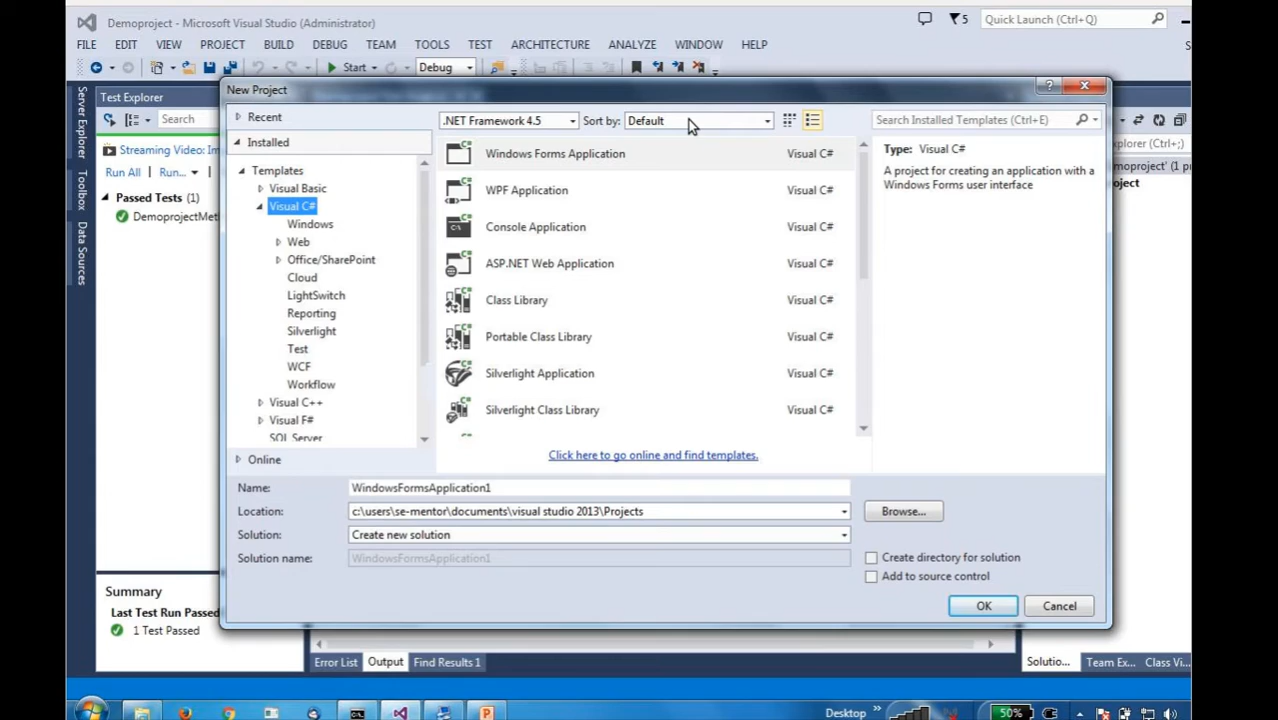 Demoproject - Microsoft Visual Studio (Administrator)
5
Quick Launch (Ctrl+Q)
FILE EDIT VIEW PROJECT BUILD DEBUG TEAM TOOLS TEST ARCHITECTURE ANALYZE WINDOW HELP
Start
Debug
Server Explorer
Toolbox
Data Sources
Test Explorer
Search
Streaming Video: Im
Run All Run...
Passed Tests (1)
DemoprojectMet
Summary
Last Test Run Passed
1 Test Passed
New Project
Recent
Installed
Templates
Visual Basic
Visual C#
Windows
Web
Office/SharePoint
Cloud
LightSwitch
Reporting
Silverlight
Test
WCF
Workflow
Visual C++
Visual F#
SQL Server
Online
.NET Framework 4.5
Sort by: Default
Windows Forms Application Visual C#
WPF Application Visual C#
Console Application Visual C#
ASP.NET Web Application Visual C#
Class Library Visual C#
Portable Class Library Visual C#
Silverlight Application Visual C#
Silverlight Class Library Visual C#
Click here to go online and find templates.
Search Installed Templates (Ctrl+E)
Type: Visual C#
A project for creating an application with a
Windows Forms user interface
Name: WindowsFormsApplication1
Location: c:\users\se-mentor\documents\visual studio 2013\Projects
Browse...
Solution: Create new solution
Solution name: WindowsFormsApplication1
Create directory for solution
Add to source control
OK
Cancel
xplorer (Ctrl+;)
moproject' (1 p
ject
Error List Output Find Results 1
Solutio... Team Ex... Class Vi...
Desktop
50%